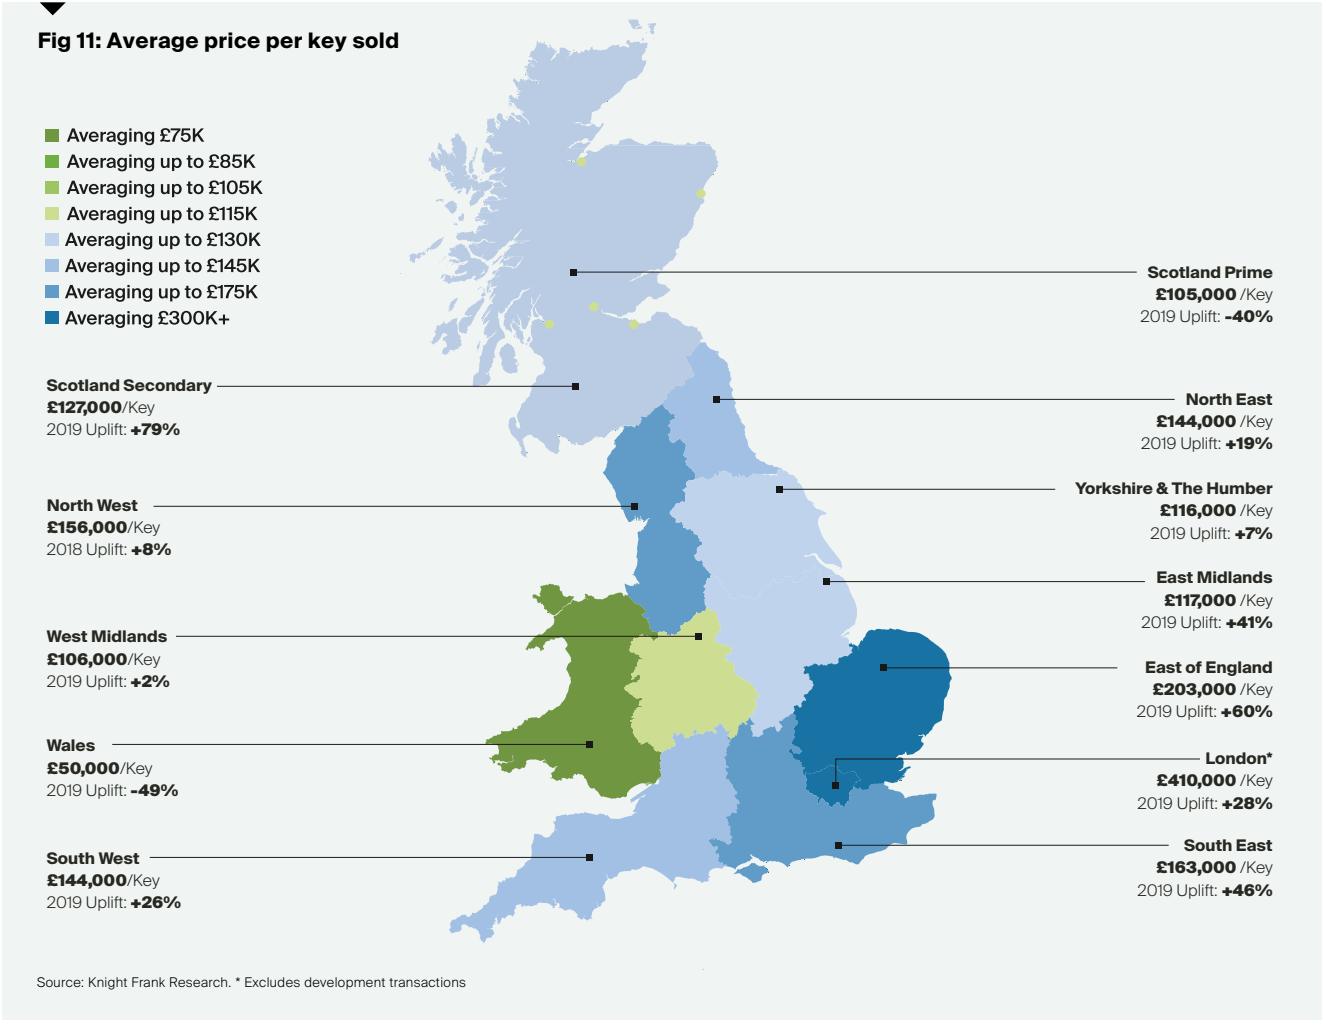 Fig 11: Average price per key sold
Averaging £75K
Averaging up to £85K
Averaging up to £105K
Averaging up to £115K
Averaging up to £130K
Averaging up to £145K
Averaging up to £175K
Averaging £300K+
Scotland Secondary
£127,000/Key
2019 Uplift: +79%
North West
£156,000/Key
2018 Uplift: +8%
West Midlands
£106,000/Key
2019 Uplift: +2%
Wales
£50,000/Key
2019 Uplift: -49%
South West
£144,000/Key
2019 Uplift: +26%
Scotland Prime
£105,000 /Key
2019 Uplift: -40%
North East
£144,000 /Key
2019 Uplift: +19%
Yorkshire & The Humber
£116,000 /Key
2019 Uplift: +7%
East Midlands
£117,000 /Key
2019 Uplift: +41%
East of England
£203,000 /Key
2019 Uplift: +60%
London*
£410,000 /Key
2019 Uplift: +28%
South East
£163,000 /Key
2019 Uplift: +46%
Source: Knight Frank Research. * Excludes development transactions